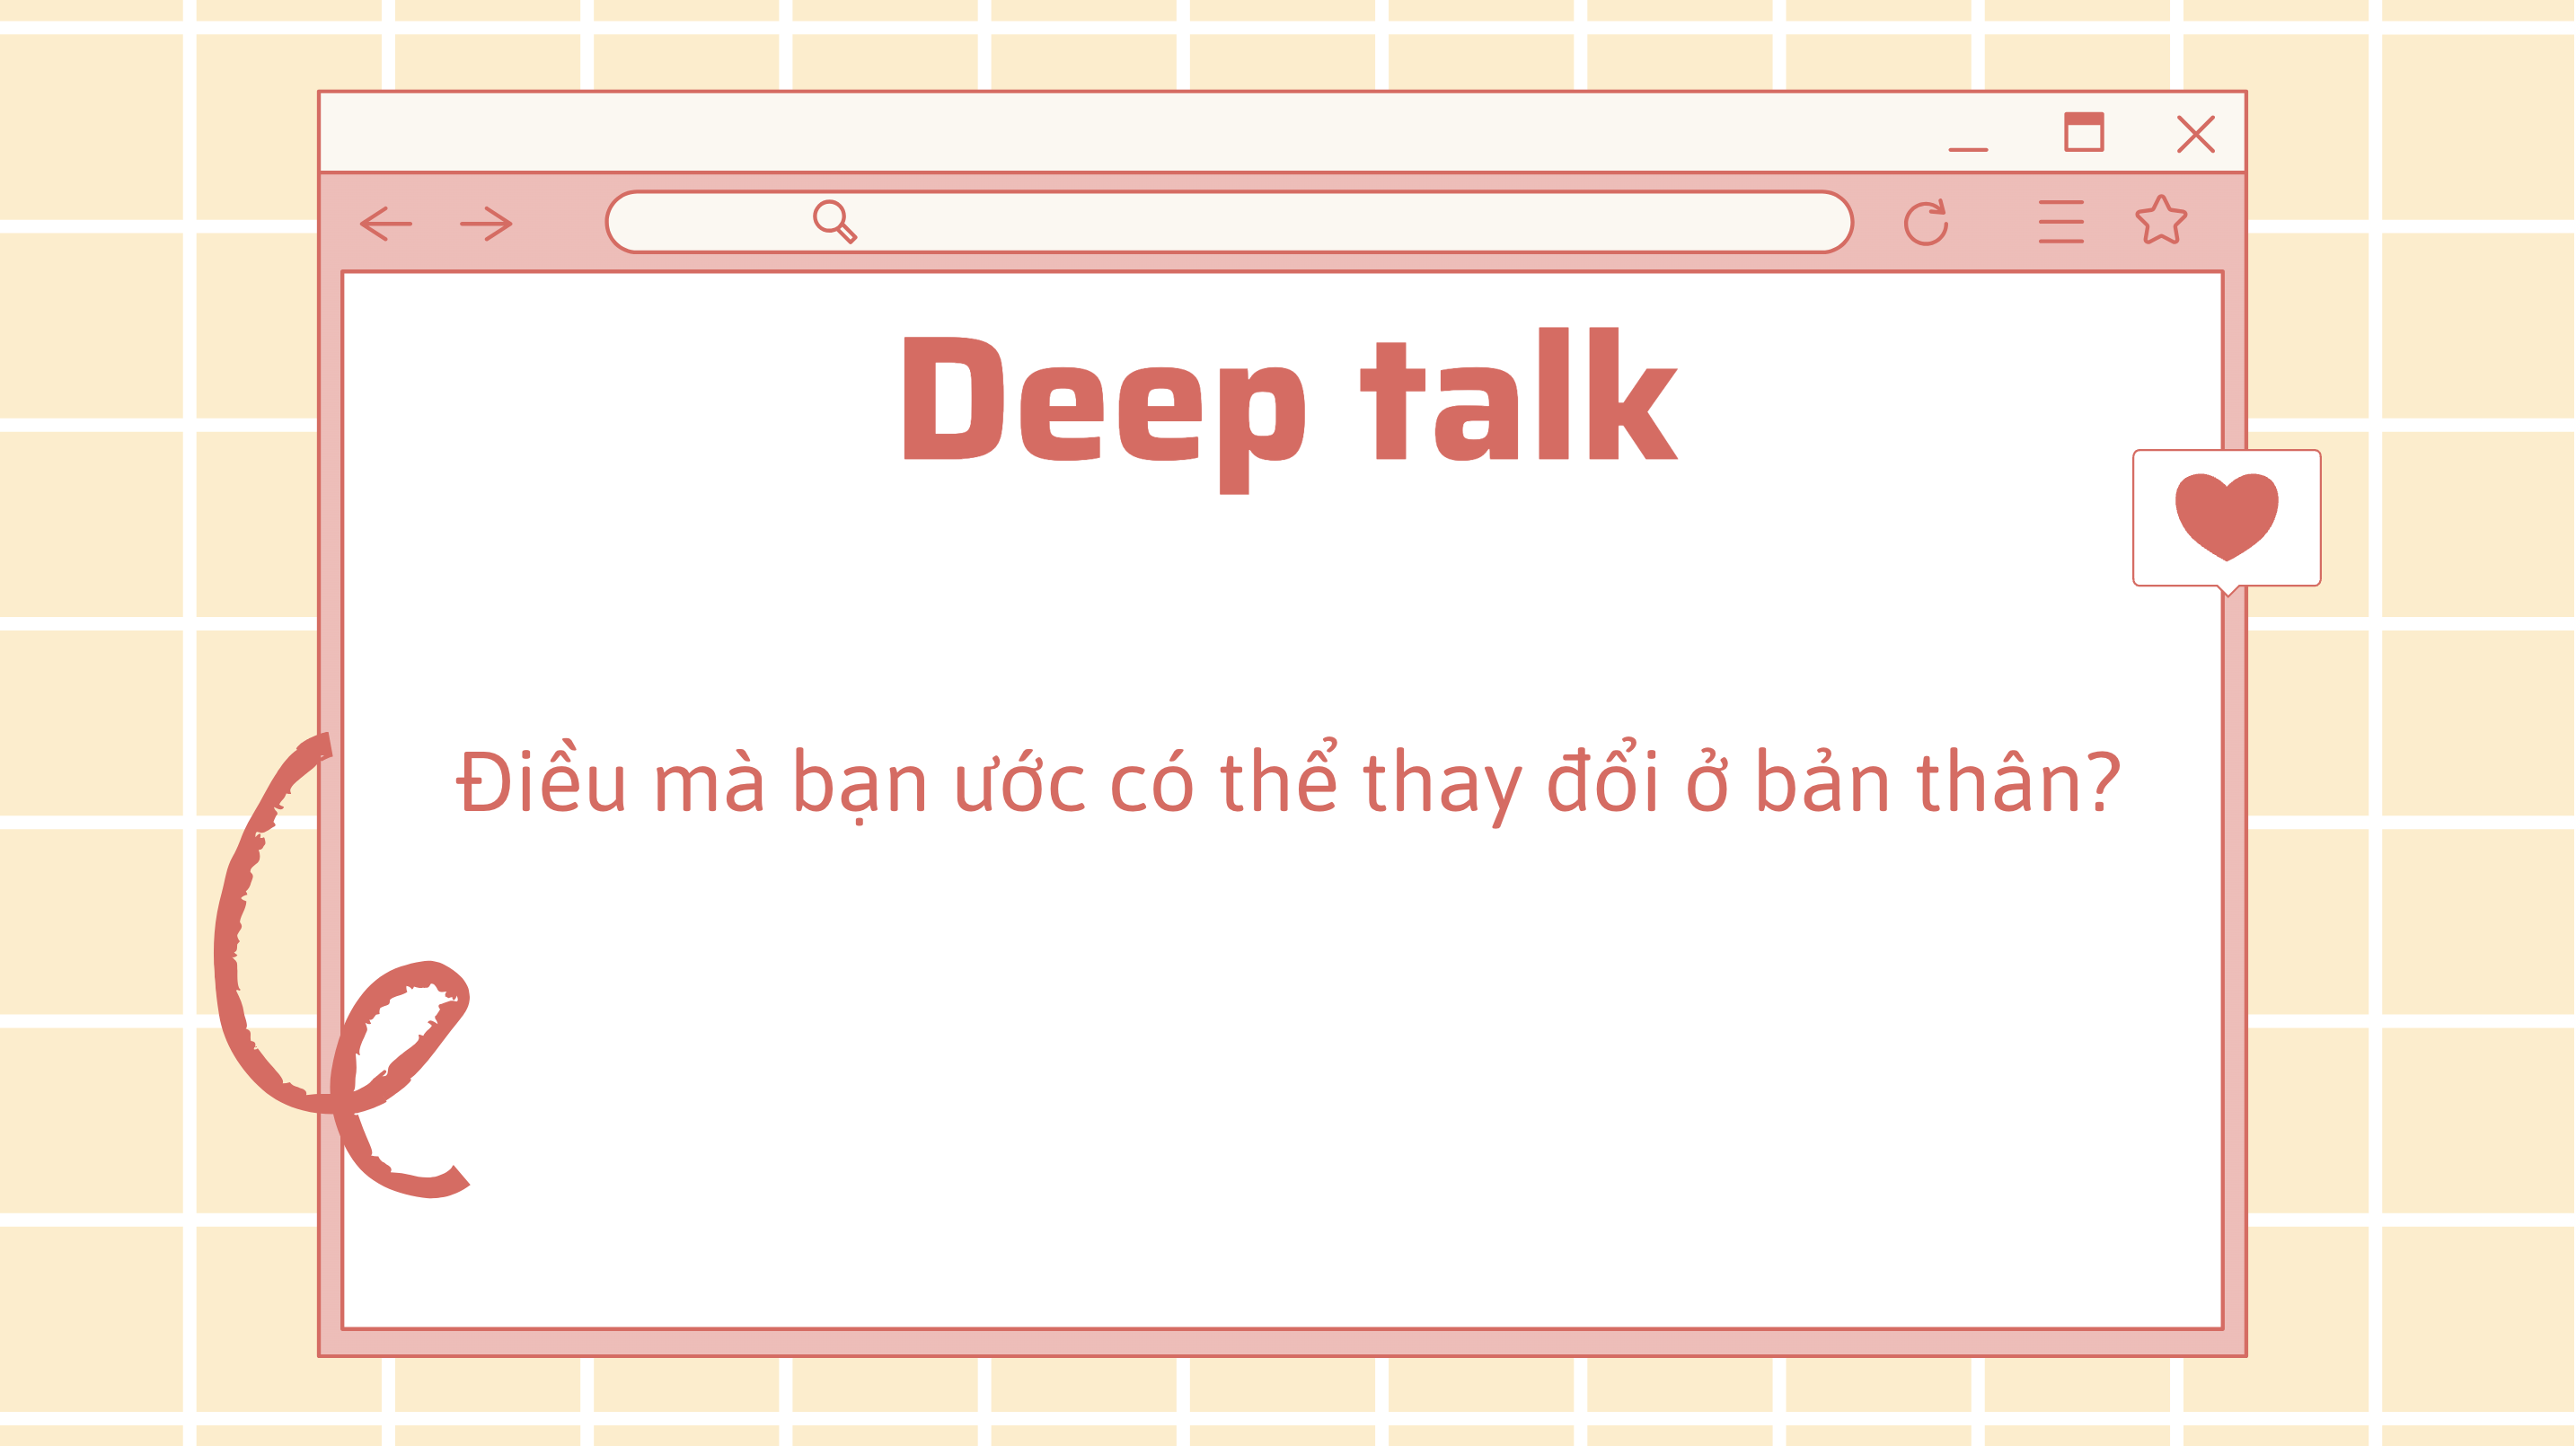 Deep talk
Điều mà bạn ước có thể thay đổi ở bản thân?